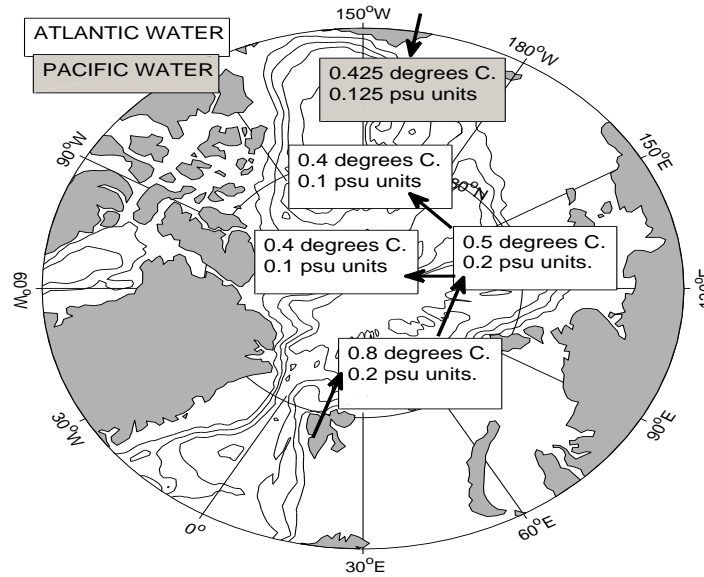 150°W
ATLANTIC WATER
PACIFIC WATER
180°W
0.425 degrees C.
0.125 psu units
150°E
90°W
0.4 degrees C.
0.1 psu units
80°N
0.4 degrees C.
0.1 psu units
0.5 degrees C.
0.2 psu units.
60°W
120°E
0.8 degrees C.
0.2 psu units.
30°W
90°E
0°
60°E
30°E